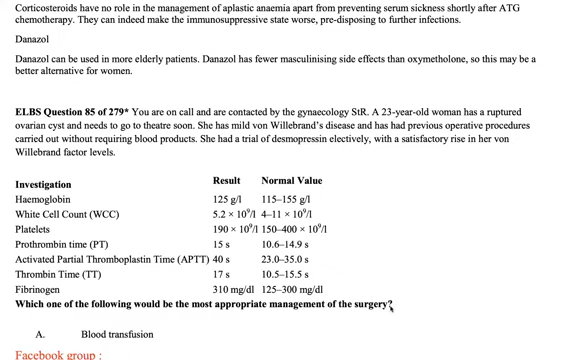 Corticosteroids have no role in the management of aplastic anaemia apart from preventing serum sickness shortly after ATG
chemotherapy. They can indeed make the immunosuppressive state worse, pre-disposing to further infections.
Danazol
Danazol can be used in more elderly patients. Danazol has fewer masculinising side effects than oxymetholone, so this may be a
better alternative for women.
ELBS Question 85 of 279* You are on call and are contacted by the gynaecology StR. A 23-year-old woman has a ruptured
ovarian cyst and needs to go to theatre soon. She has mild von Willebrand's disease and has had previous operative procedures
carried out without requiring blood products. She had a trial of desmopressin electively, with a satisfactory rise in her von
Willebrand factor levels.
Investigation Result Normal Value
Haemoglobin 125 g/l 115–155 g/l
White Cell Count (WCC) 5.2 × 10⁹/l 4–11 × 10⁹/l
Platelets 190 × 10⁹/l 150–400 × 10⁹/l
Prothrombin time (PT) 15 s 10.6–14.9 s
Activated Partial Thromboplastin Time (APTT) 40 s 23.0–35.0 s
Thrombin Time (TT) 17 s 10.5–15.5 s
Fibrinogen 310 mg/dl 125–300 mg/dl
Which one of the following would be the most appropriate management of the surgery?
A. Blood transfusion
Facebook group :